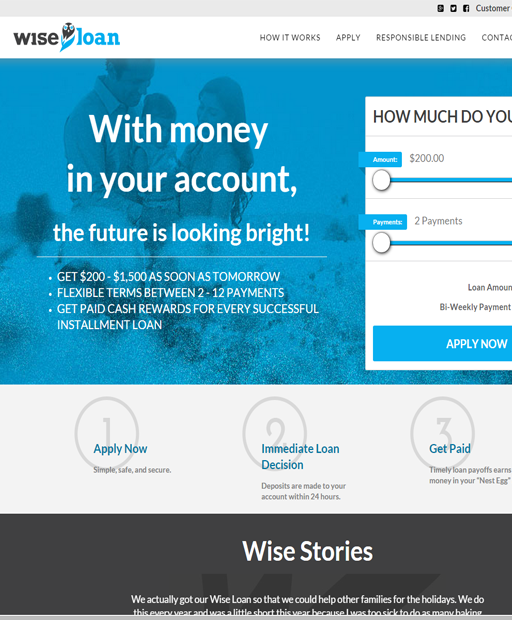 Customer
wise loan
HOW IT WORKS APPLY RESPONSIBLE LENDING CONTAC
With money
in your account,
the future is looking bright!
GET $200 - $1,500 AS SOON AS TOMORROW
FLEXIBLE TERMS BETWEEN 2 - 12 PAYMENTS
GET PAID CASH REWARDS FOR EVERY SUCCESSFUL
INSTALLMENT LOAN
HOW MUCH DO YOU
Amount: $200.00
Payments: 2 Payments
Loan Amoun
Bi-Weekly Payment
APPLY NOW
1
Apply Now
Simple, safe, and secure.
2
Immediate Loan
Decision
Deposits are made to your
account within 24 hours.
3
Get Paid
Timely loan payoffs earns
money in your "Nest Egg"
Wise Stories
We actually got our Wise Loan so that we could help other families for the holidays. We do
this every year and was a little short this year because I was too sick to do as many baking